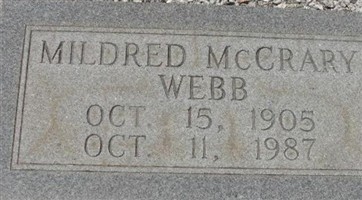 MILDRED McCRARY
WEBB
OCT. 15, 1905
OCT. 11, 1987